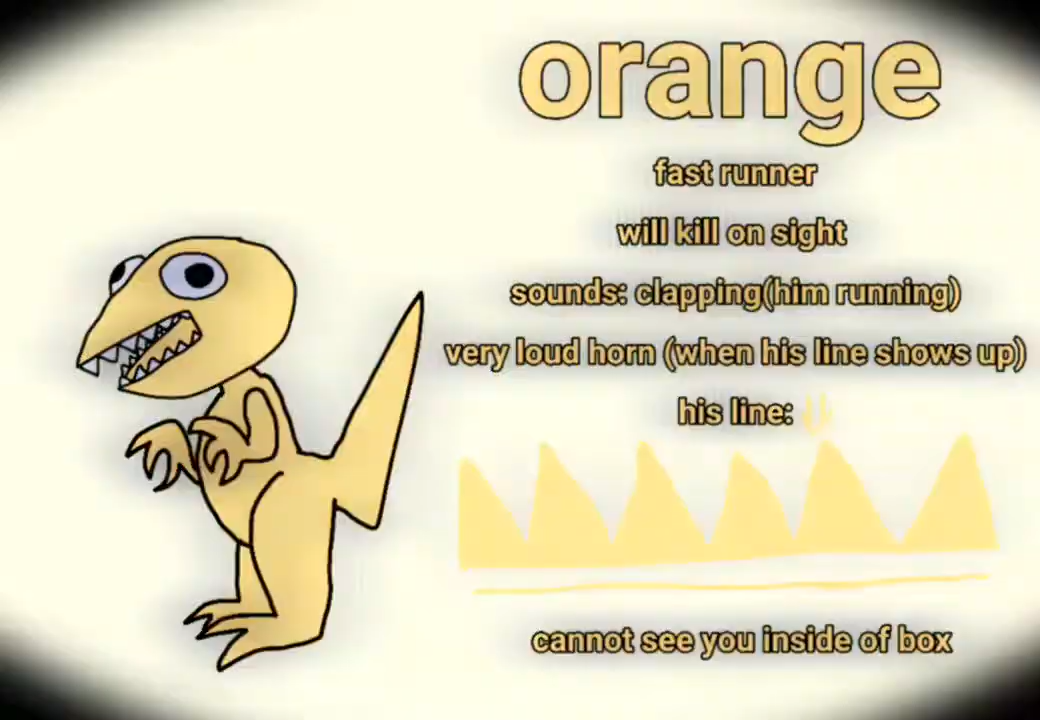 orange
fast runner
will kill on sight
sounds: clapping(him running)
very loud horn (when his line shows up)
his line:
cannot see you inside of box